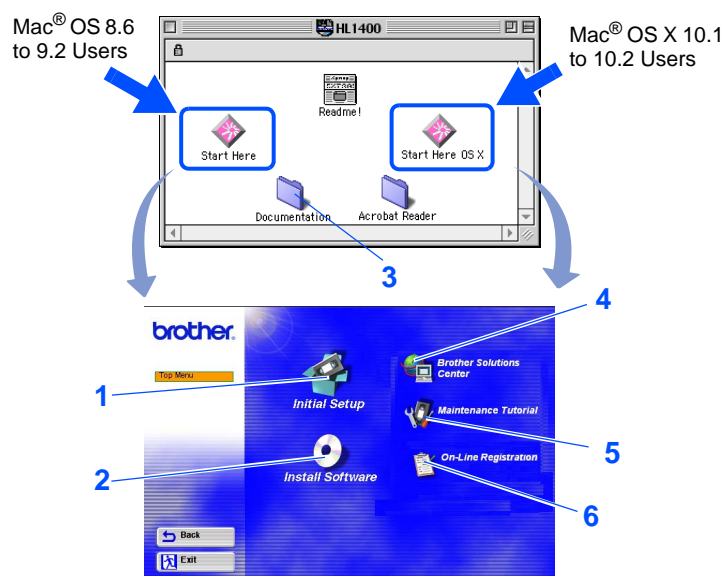 Mac® OS 8.6
to 9.2 Users
HL1400
Mac® OS X 10.1
to 10.2 Users
Readme!
Start Here
Start Here OS X
Documentation
Acrobat Reader
3
brother.
Top Menu
1
Initial Setup
2
Install Software
4
Brother Solutions
Center
Maintenance Tutorial
5
On-Line Registration
6
Back
Exit